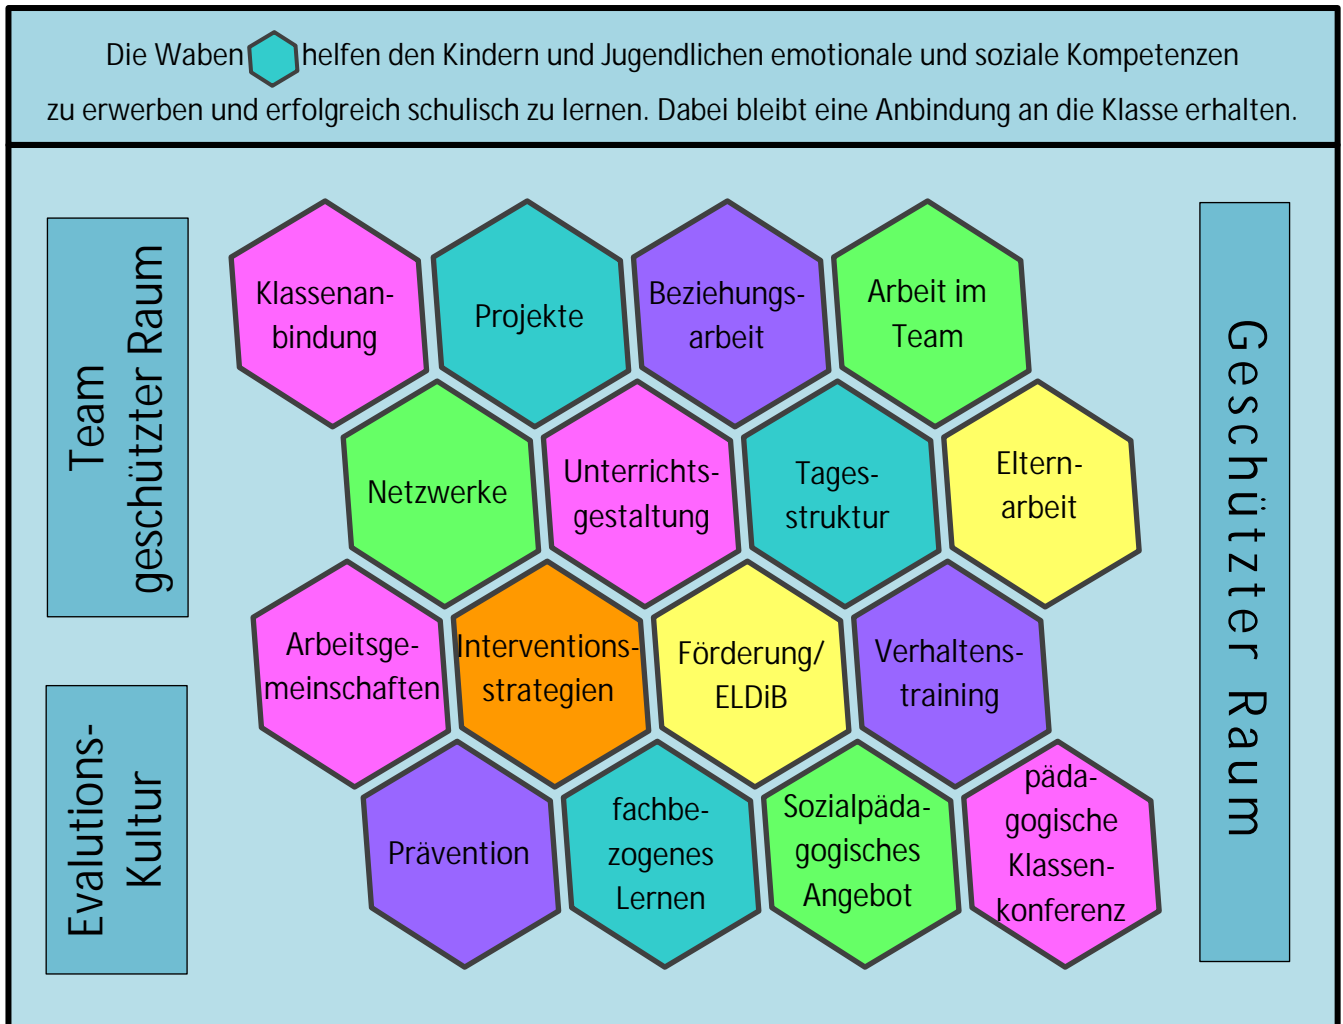 Die Waben helfen den Kindern und Jugendlichen emotionale und soziale Kompetenzen
zu erwerben und erfolgreich schulisch zu lernen. Dabei bleibt eine Anbindung an die Klasse erhalten.
Team
geschützter Raum
Evalutions-
Kultur
Klassenan-
bindung
Projekte
Beziehungs-
arbeit
Arbeit im
Team
Netzwerke
Unterrichts-
gestaltung
Tages-
struktur
Eltern-
arbeit
Arbeitsge-
meinschaften
Interventions-
strategien
Förderung/
ELDiB
Verhaltens-
training
Prävention
fachbe-
zogenes
Lernen
Sozialpäda-
gogisches
Angebot
päda-
gogische
Klassen-
konferenz
Geschützter Raum